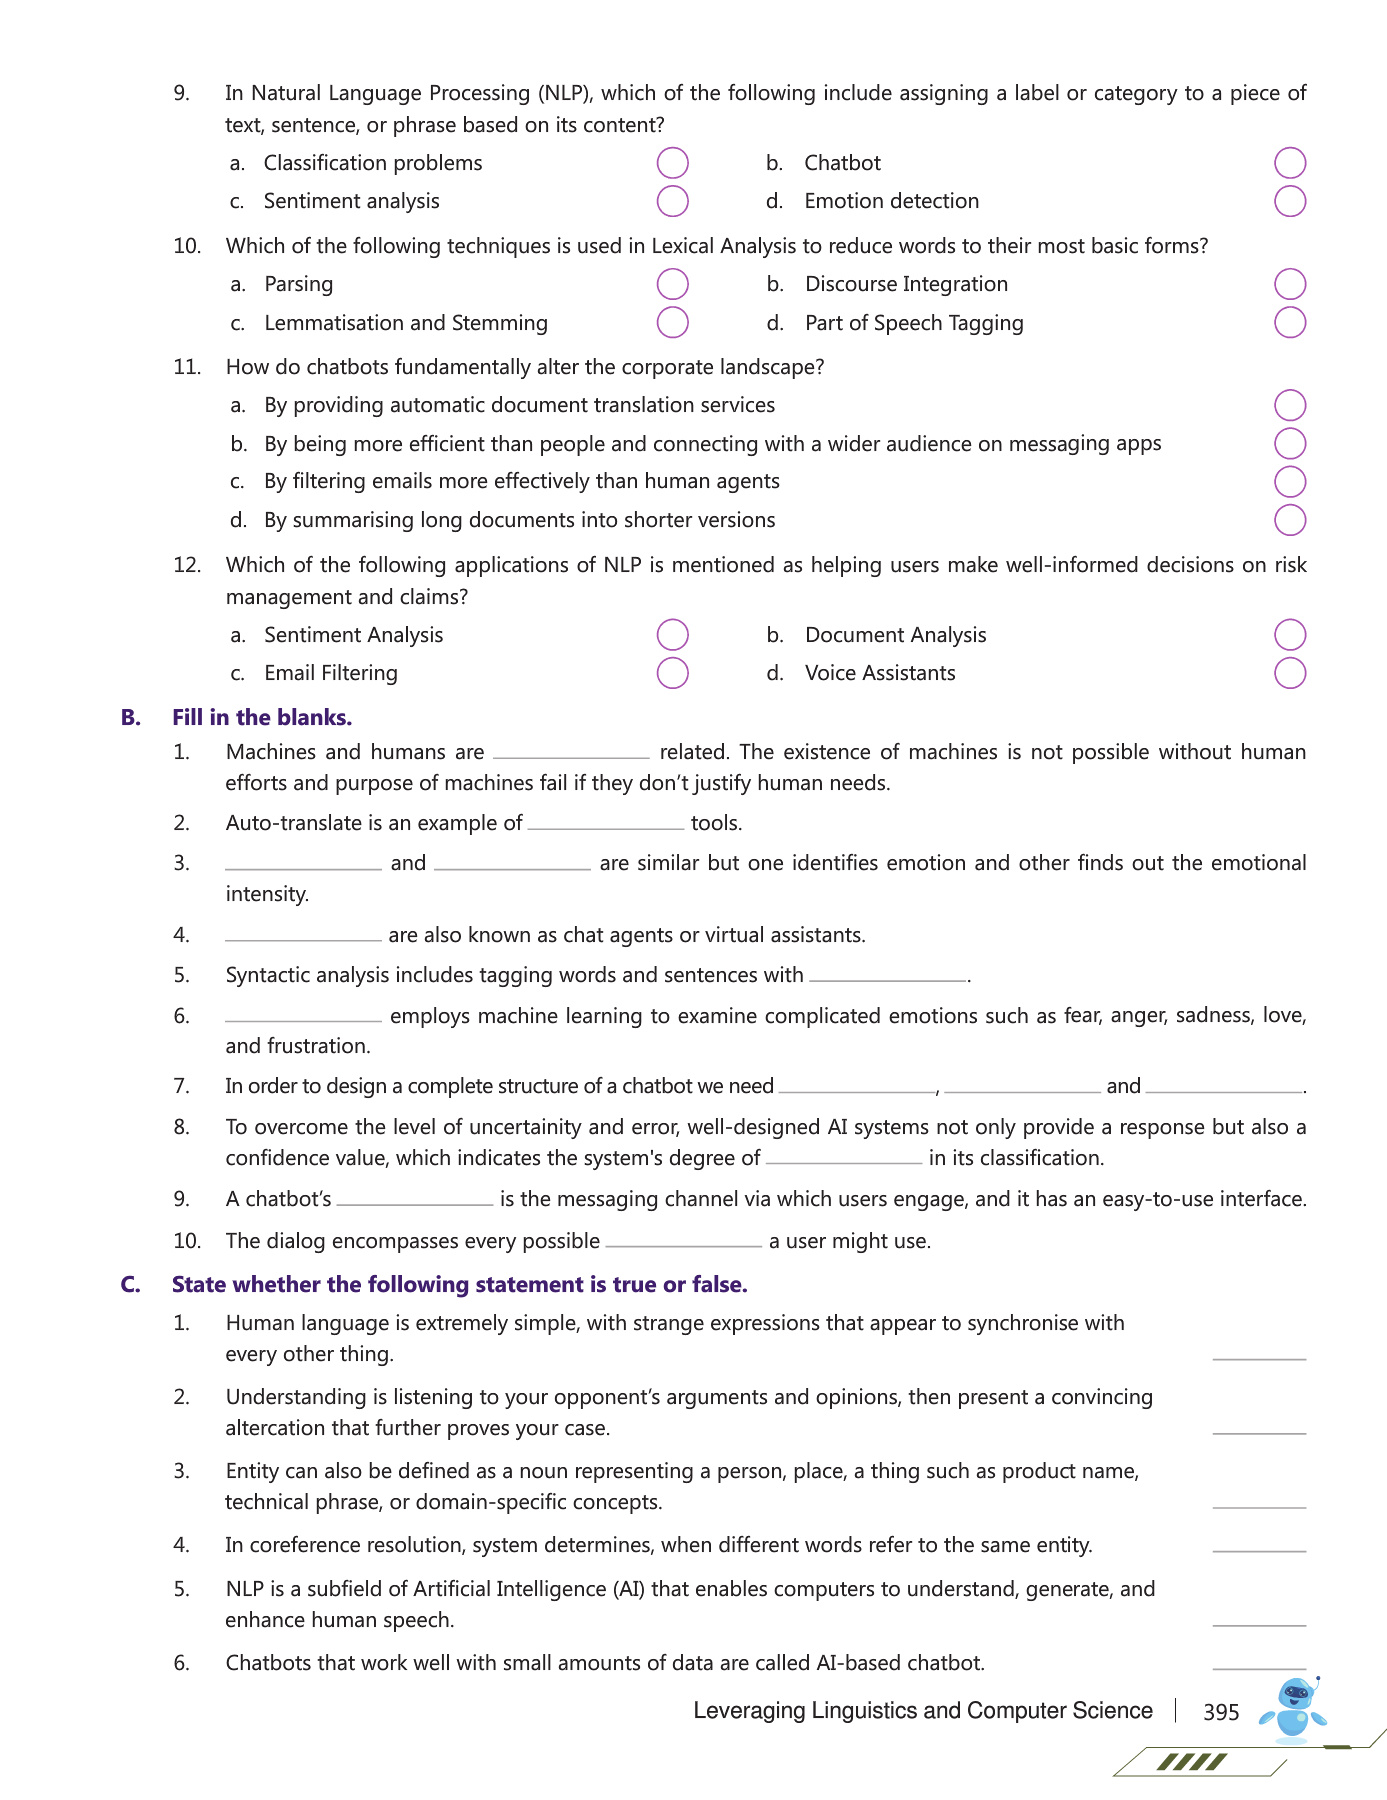 9. In Natural Language Processing (NLP), which of the following include assigning a label or category to a piece of
text, sentence, or phrase based on its content?
a. Classification problems b. Chatbot
c. Sentiment analysis d. Emotion detection
10. Which of the following techniques is used in Lexical Analysis to reduce words to their most basic forms?
a. Parsing b. Discourse Integration
c. Lemmatisation and Stemming d. Part of Speech Tagging
11. How do chatbots fundamentally alter the corporate landscape?
a. By providing automatic document translation services
b. By being more efficient than people and connecting with a wider audience on messaging apps
c. By filtering emails more effectively than human agents
d. By summarising long documents into shorter versions
12. Which of the following applications of NLP is mentioned as helping users make well-informed decisions on risk
management and claims?
a. Sentiment Analysis b. Document Analysis
c. Email Filtering d. Voice Assistants
B. Fill in the blanks.
1. Machines and humans are ______________ related. The existence of machines is not possible without human
efforts and purpose of machines fail if they don't justify human needs.
2. Auto-translate is an example of ______________ tools.
3. ______________ and ______________ are similar but one identifies emotion and other finds out the emotional
intensity.
4. ______________ are also known as chat agents or virtual assistants.
5. Syntactic analysis includes tagging words and sentences with ______________.
6. ______________ employs machine learning to examine complicated emotions such as fear, anger, sadness, love,
and frustration.
7. In order to design a complete structure of a chatbot we need ______________, ______________ and ______________.
8. To overcome the level of uncertainity and error, well-designed AI systems not only provide a response but also a
confidence value, which indicates the system's degree of ______________ in its classification.
9. A chatbot's ______________ is the messaging channel via which users engage, and it has an easy-to-use interface.
10. The dialog encompasses every possible ______________ a user might use.
C. State whether the following statement is true or false.
1. Human language is extremely simple, with strange expressions that appear to synchronise with
every other thing. ________
2. Understanding is listening to your opponent's arguments and opinions, then present a convincing
altercation that further proves your case. ________
3. Entity can also be defined as a noun representing a person, place, a thing such as product name,
technical phrase, or domain-specific concepts. ________
4. In coreference resolution, system determines, when different words refer to the same entity. ________
5. NLP is a subfield of Artificial Intelligence (AI) that enables computers to understand, generate, and
enhance human speech. ________
6. Chatbots that work well with small amounts of data are called AI-based chatbot. ________
Leveraging Linguistics and Computer Science 395